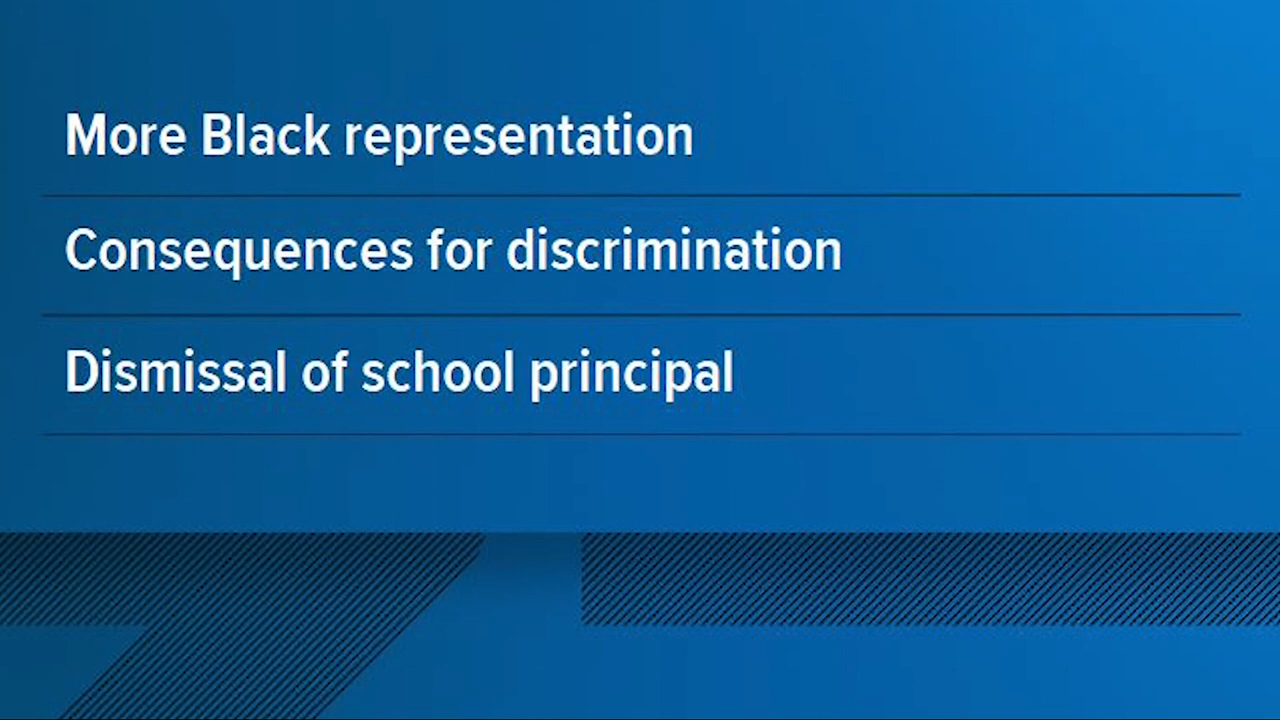 More Black representation
Consequences for discrimination
Dismissal of school principal